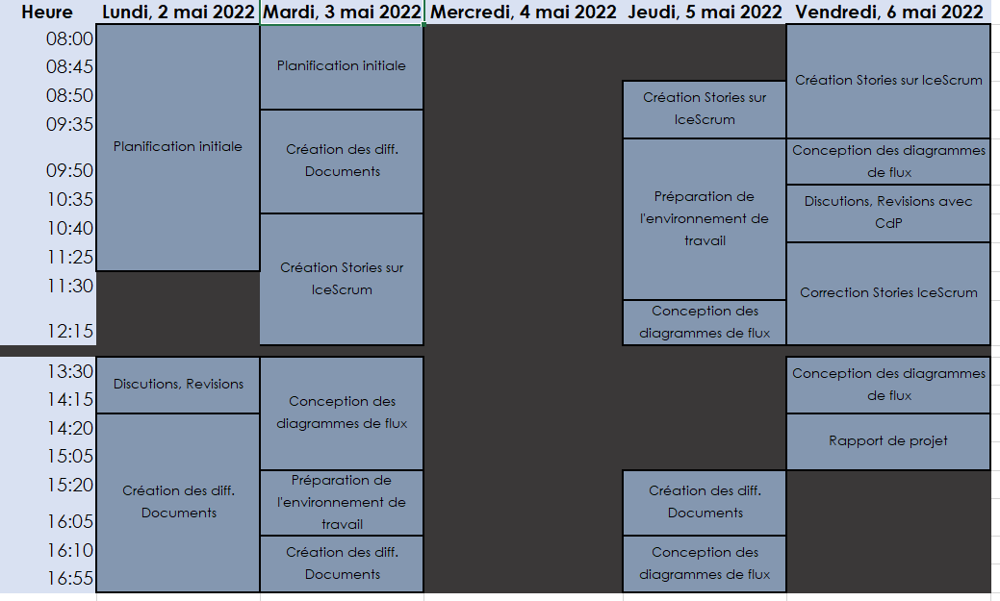 Heure Lundi, 2 mai 2022 Mardi, 3 mai 2022 Mercredi, 4 mai 2022 Jeudi, 5 mai 2022 Vendredi, 6 mai 2022
08:00
08:45
08:50
09:35
09:50
10:35
10:40
11:25
11:30
12:15
13:30
14:15
14:20
15:05
15:20
16:05
16:10
16:55
Planification initiale
Discutions, Revisions
Création des diff.
Documents
Planification initiale
Création des diff.
Documents
Création Stories sur
IceScrum
Conception des
diagrammes de flux
Préparation de
l'environnement de
travail
Création des diff.
Documents
Création Stories sur
IceScrum
Préparation de
l'environnement de
travail
Conception des
diagrammes de flux
Création des diff.
Documents
Conception des
diagrammes de flux
Création Stories sur IceScrum
Conception des diagrammes
de flux
Discutions, Revisions avec
CdP
Correction Stories IceScrum
Conception des diagrammes
de flux
Rapport de projet